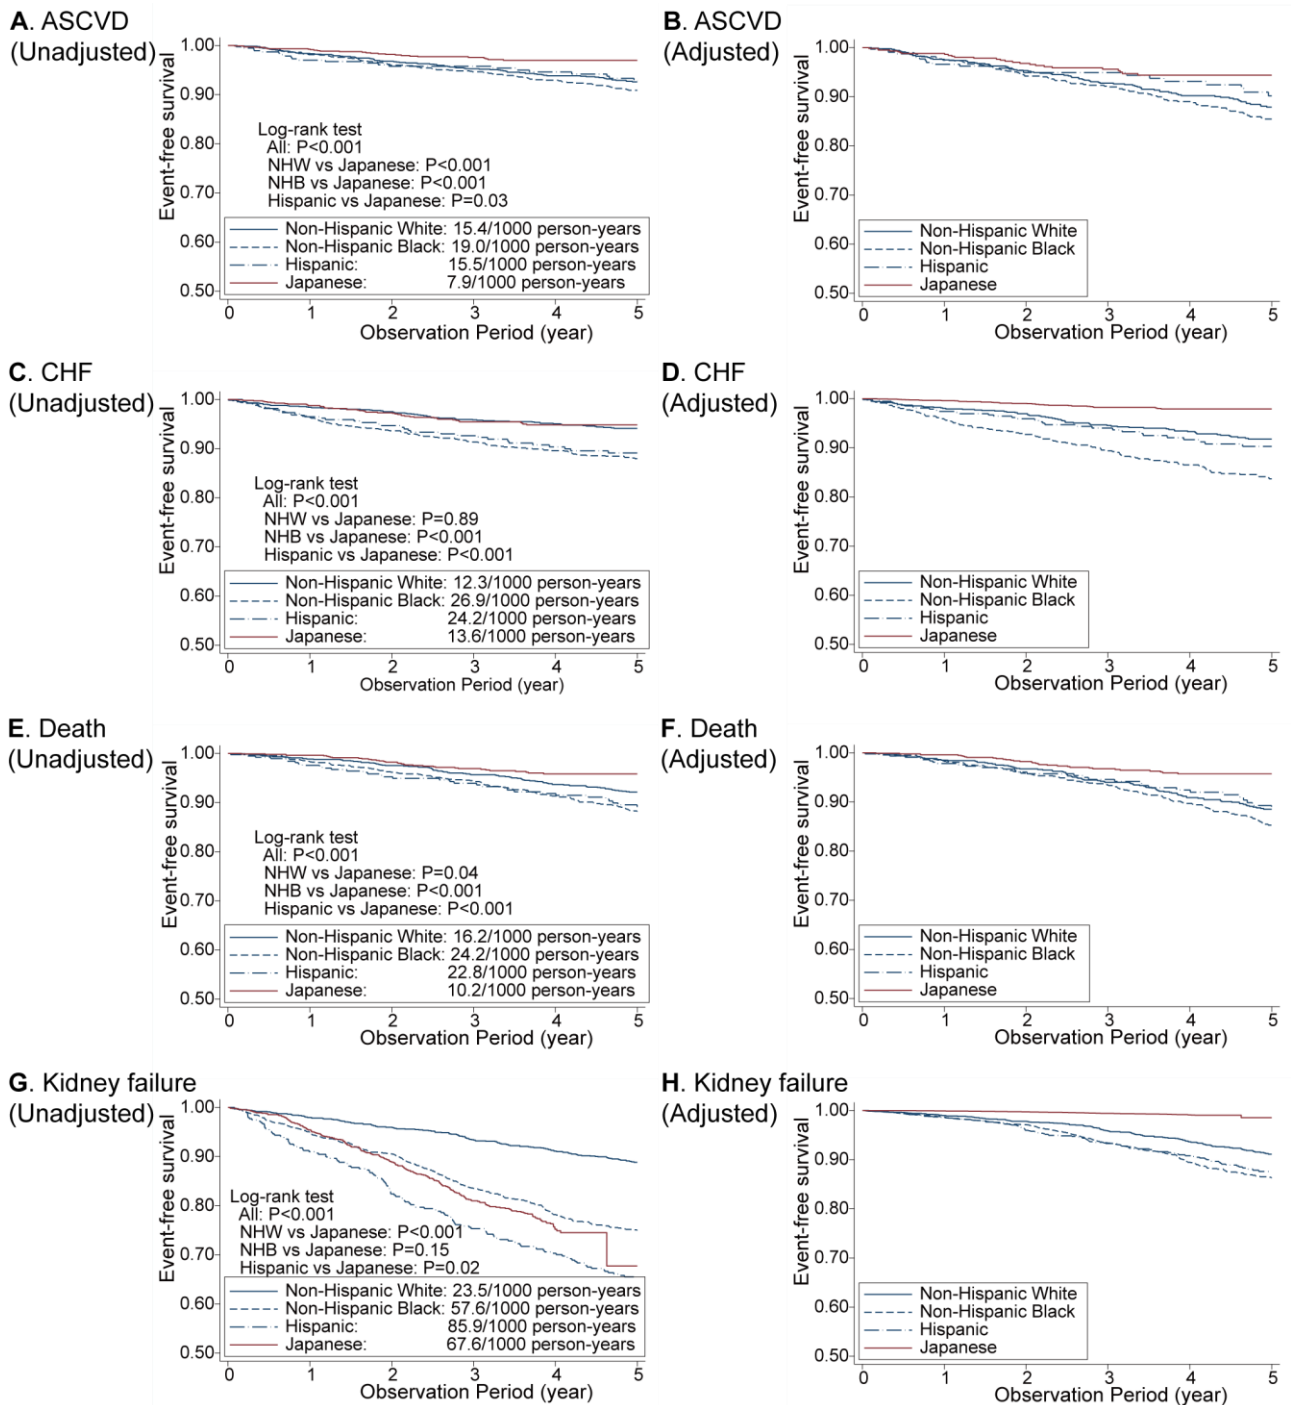 A. ASCVD
(Unadjusted)
Event-free survival
1.00
0.90
0.80
0.70
0.60
0.50
Log-rank test
All: P<0.001
NHW vs Japanese: P<0.001
NHB vs Japanese: P<0.001
Hispanic vs Japanese: P=0.03
Non-Hispanic White: 15.4/1000 person-years
Non-Hispanic Black: 19.0/1000 person-years
Hispanic: 15.5/1000 person-years
Japanese: 7.9/1000 person-years
0 1 2 3 4 5
Observation Period (year)
B. ASCVD
(Adjusted)
Event-free survival
1.00
0.90
0.80
0.70
0.60
0.50
Non-Hispanic White
Non-Hispanic Black
Hispanic
Japanese
0 1 2 3 4 5
Observation Period (year)
C. CHF
(Unadjusted)
Event-free survival
1.00
0.90
0.80
0.70
0.60
0.50
Log-rank test
All: P<0.001
NHW vs Japanese: P=0.89
NHB vs Japanese: P<0.001
Hispanic vs Japanese: P<0.001
Non-Hispanic White: 12.3/1000 person-years
Non-Hispanic Black: 26.9/1000 person-years
Hispanic: 24.2/1000 person-years
Japanese: 13.6/1000 person-years
0 1 2 3 4 5
Observation Period (year)
D. CHF
(Adjusted)
Event-free survival
1.00
0.90
0.80
0.70
0.60
0.50
Non-Hispanic White
Non-Hispanic Black
Hispanic
Japanese
0 1 2 3 4 5
Observation Period (year)
E. Death
(Unadjusted)
Event-free survival
1.00
0.90
0.80
0.70
0.60
0.50
Log-rank test
All: P<0.001
NHW vs Japanese: P=0.04
NHB vs Japanese: P<0.001
Hispanic vs Japanese: P<0.001
Non-Hispanic White: 16.2/1000 person-years
Non-Hispanic Black: 24.2/1000 person-years
Hispanic: 22.8/1000 person-years
Japanese: 10.2/1000 person-years
0 1 2 3 4 5
Observation Period (year)
F. Death
(Adjusted)
Event-free survival
1.00
0.90
0.80
0.70
0.60
0.50
Non-Hispanic White
Non-Hispanic Black
Hispanic
Japanese
0 1 2 3 4 5
Observation Period (year)
G. Kidney failure
(Unadjusted)
Event-free survival
1.00
0.90
0.80
0.70
0.60
0.50
Log-rank test
All: P<0.001
NHW vs Japanese: P<0.001
NHB vs Japanese: P=0.15
Hispanic vs Japanese: P=0.02
Non-Hispanic White: 23.5/1000 person-years
Non-Hispanic Black: 57.6/1000 person-years
Hispanic: 85.9/1000 person-years
Japanese: 67.6/1000 person-years
0 1 2 3 4 5
Observation Period (year)
H. Kidney failure
(Adjusted)
Event-free survival
1.00
0.90
0.80
0.70
0.60
0.50
Non-Hispanic White
Non-Hispanic Black
Hispanic
Japanese
0 1 2 3 4 5
Observation Period (year)